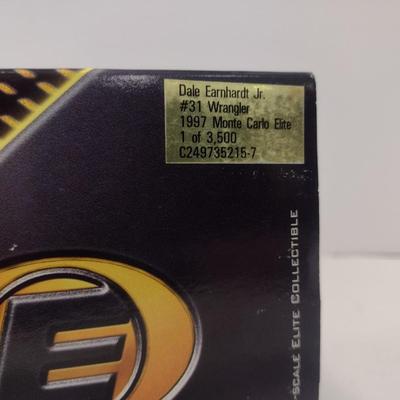 Dale Earnhardt Jr.
#31 Wrangler
1997 Monte Carlo Elite
1 of 3,500
C249735215-7
-SCALE ELITE COLLECTIBLE
E